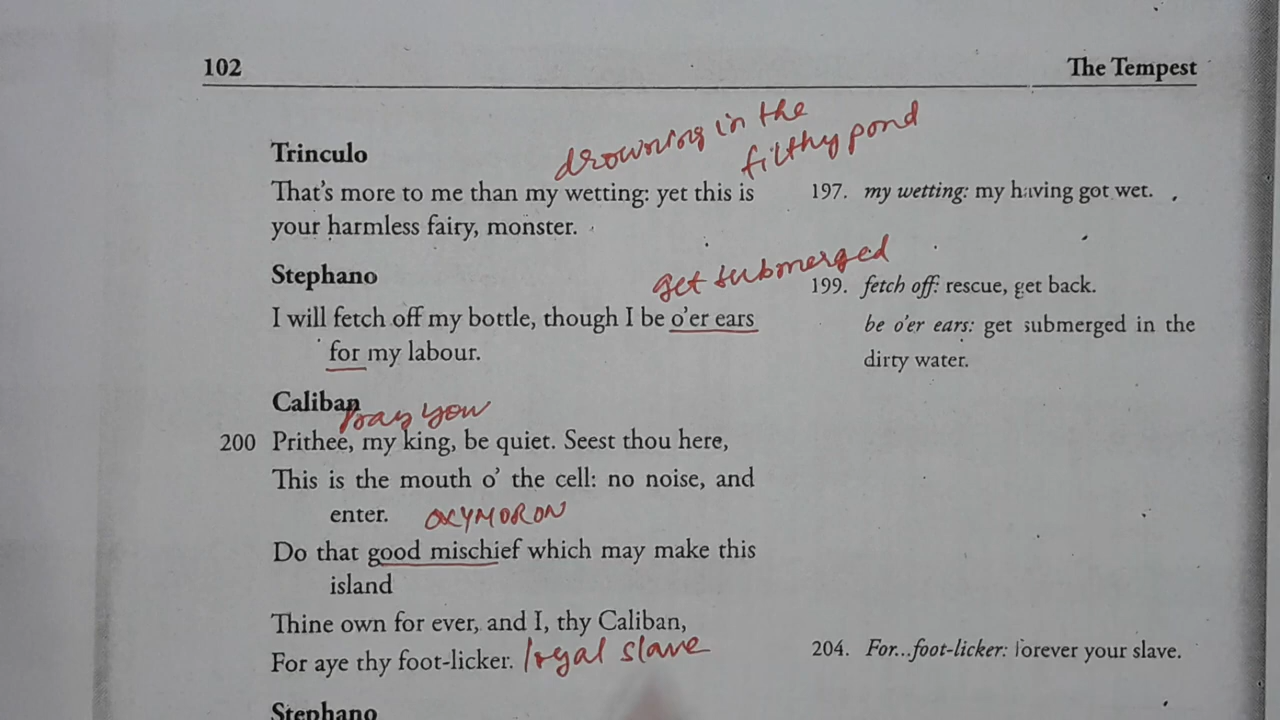 102
The Tempest
drowning in the
filthy pond
Trinculo
That's more to me than my wetting: yet this is
197. my wetting: my having got wet.
your harmless fairy, monster.
get submerged
Stephano
199. fetch off: rescue, get back.
I will fetch off my bottle, though I be o'er ears
be o'er ears: get submerged in the
for my labour.
dirty water.
Caliban
pray you
200 Prithee, my king, be quiet. Seest thou here,
This is the mouth o' the cell: no noise, and
enter. OXYMORON
Do that good mischief which may make this
island
Thine own for ever, and I, thy Caliban,
For aye thy foot-licker. loyal slave
204. For...foot-licker: forever your slave.
Stephano